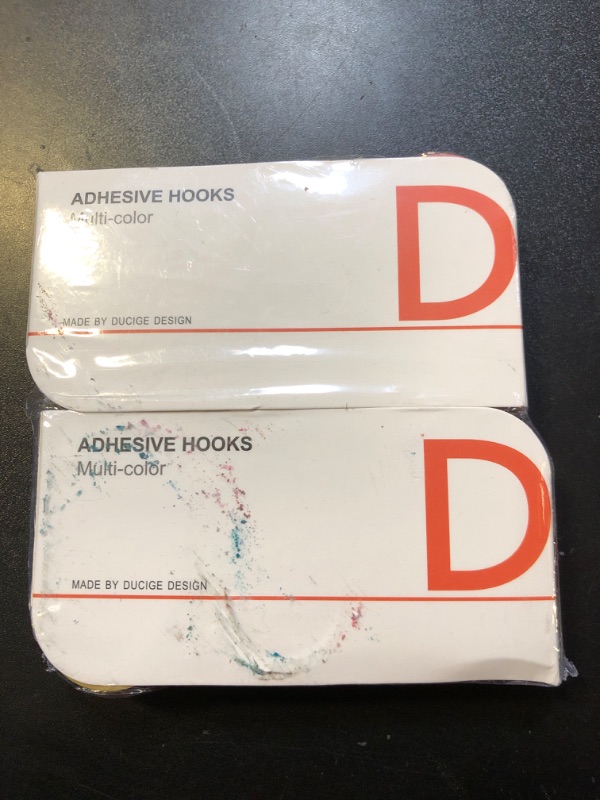 ADHESIVE HOOKS
Multi-color
D
MADE BY DUCIGE DESIGN
ADHESIVE HOOKS
Multi-color
D
MADE BY DUCIGE DESIGN